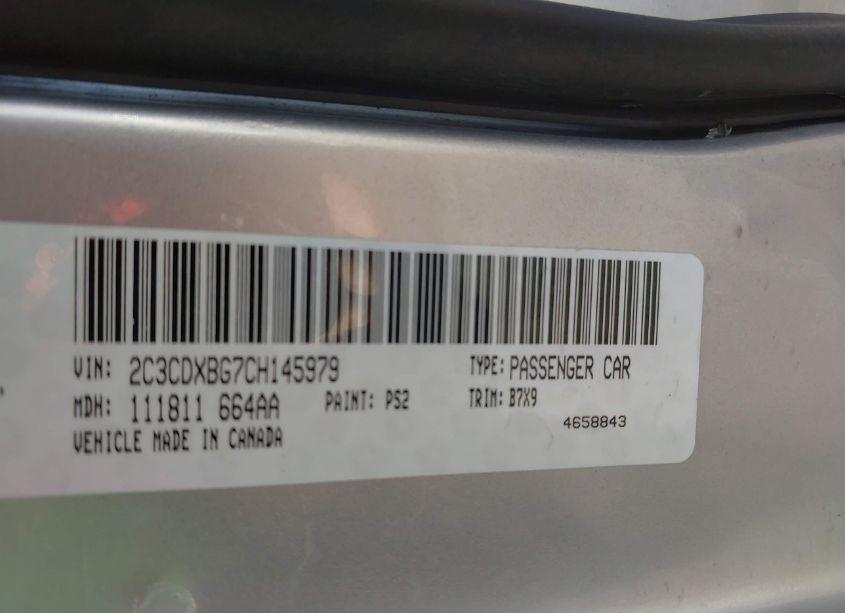 VIN: 2C3CDXBG7CH145979 TYPE: PASSENGER CAR
MDH: 111811 664AA PAINT: PS2 TRIM: B7X9
4658843
VEHICLE MADE IN CANADA